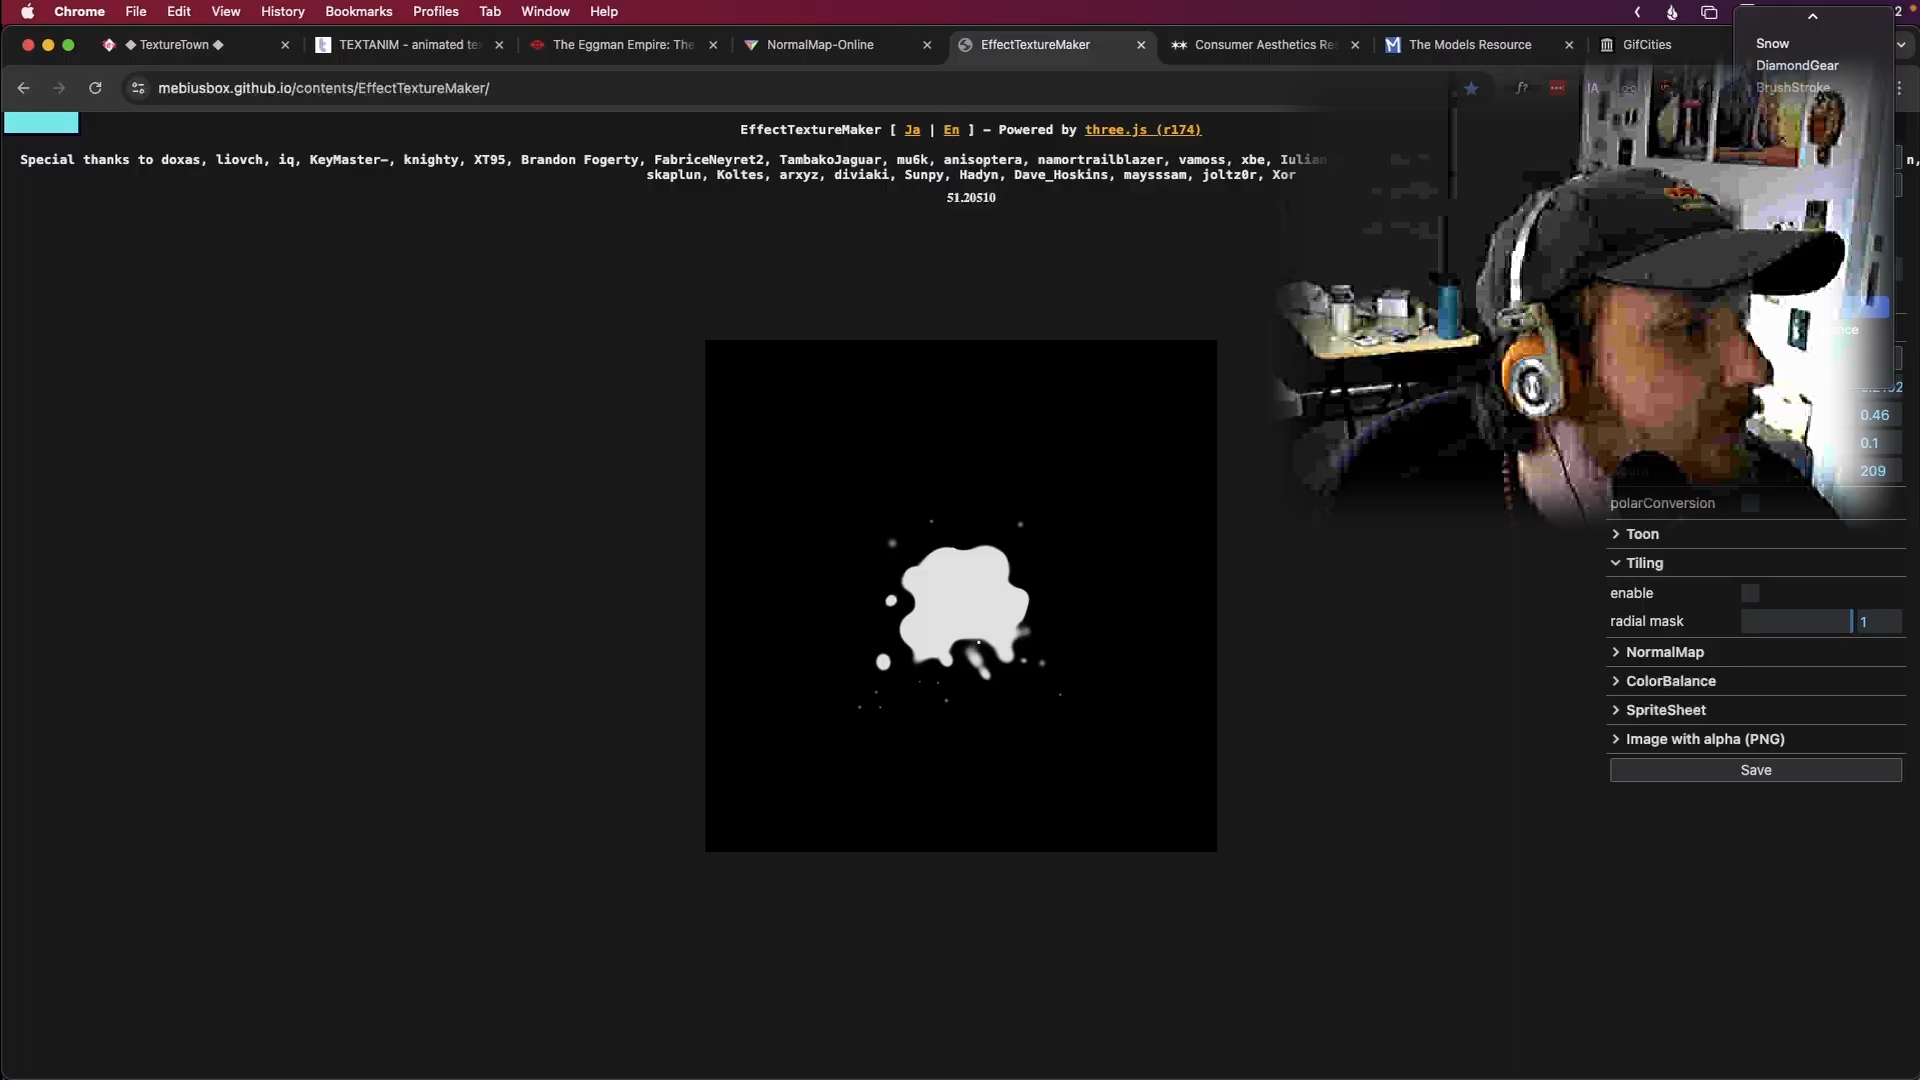 Chrome File Edit View History Bookmarks Profiles Tab Window Help
◆ TextureTown ◆
TEXTANIM - animated te
The Eggman Empire: The
NormalMap-Online
EffectTextureMaker
Consumer Aesthetics Re
The Models Resource
GifCities
mebiusbox.github.io/contents/EffectTextureMaker/
Snow
DiamondGear
BrushStroke
EffectTextureMaker [ Ja | En ] – Powered by three.js (r174)
Special thanks to doxas, liovch, iq, KeyMaster-, knighty, XT95, Brandon Fogerty, FabriceNeyret2, TambakoJaguar, mu6k, anisoptera, namortrailblazer, vamoss, xbe, Iulian
skaplun, Koltes, arxyz, diviaki, Sunpy, Hadyn, Dave_Hoskins, maysssam, joltz0r, Xor
51.20510
0.46
0.1
209
polarConversion
Toon
Tiling
enable
radial mask 1
NormalMap
ColorBalance
SpriteSheet
Image with alpha (PNG)
Save